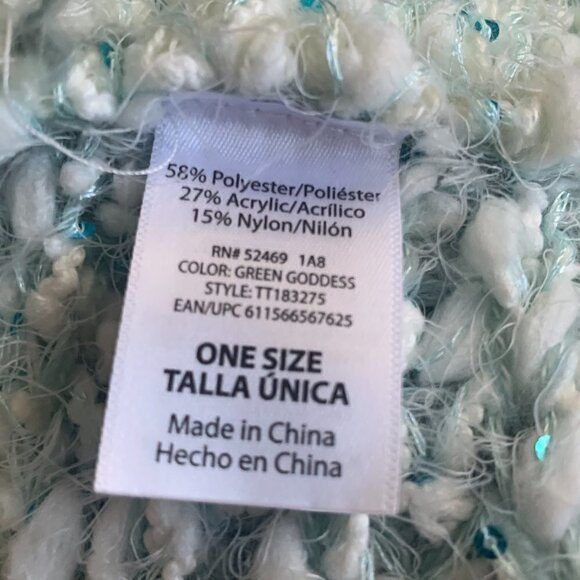 58% Polyester/Poliéster
27% Acrylic/Acrílico
15% Nylon/Nilón
RN# 52469 1A8
COLOR: GREEN GODDESS
STYLE: TT183275
EAN/UPC 611566567625
ONE SIZE
TALLA ÚNICA
Made in China
Hecho en China